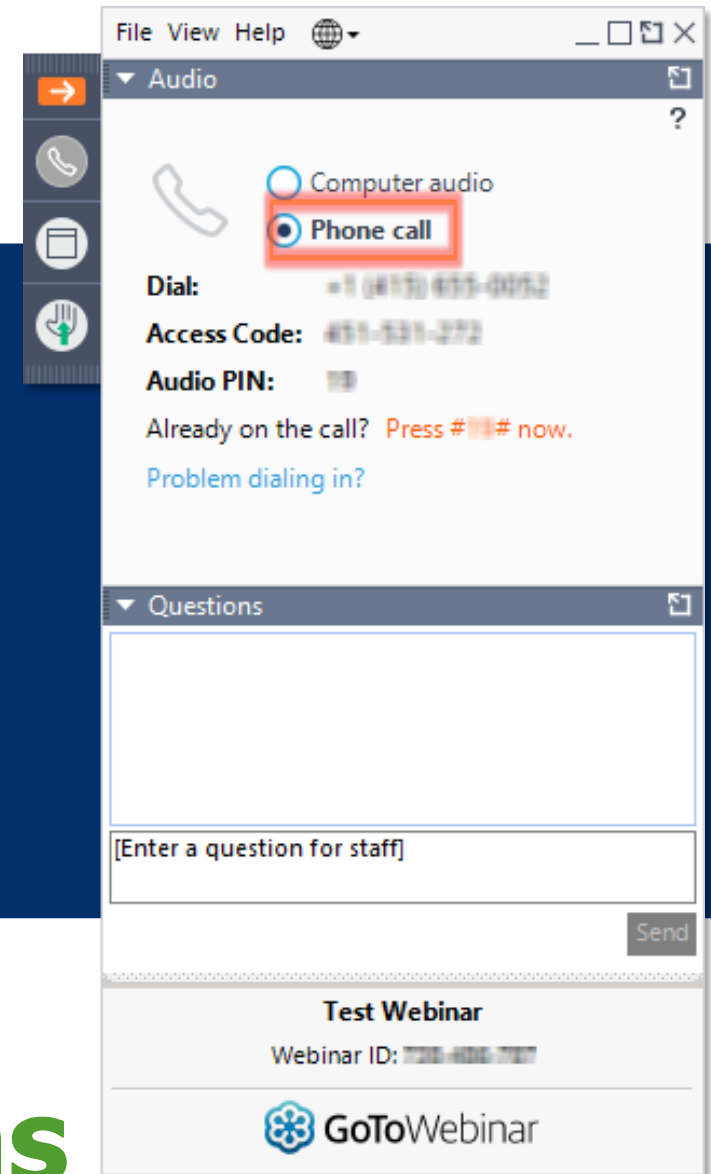 File View Help
Audio
?
Computer audio
Phone call
Dial:
Access Code:
Audio PIN:
Already on the call? Press # # now.
Problem dialing in?
Questions
[Enter a question for staff]
Send
Test Webinar
Webinar ID:
GoToWebinar